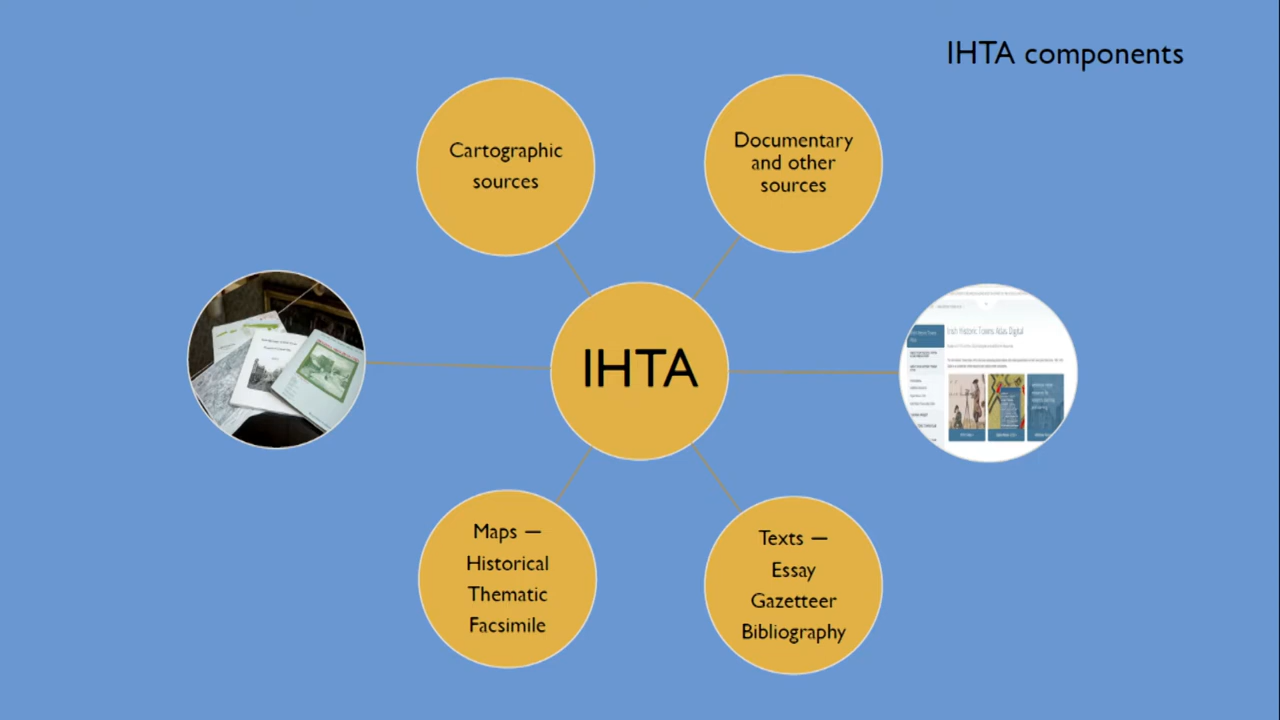 IHTA components
Cartographic
sources
Documentary
and other
sources
IHTA
Irish Historic Towns Atlas Digital
Maps —
Historical
Thematic
Facsimile
Texts —
Essay
Gazetteer
Bibliography